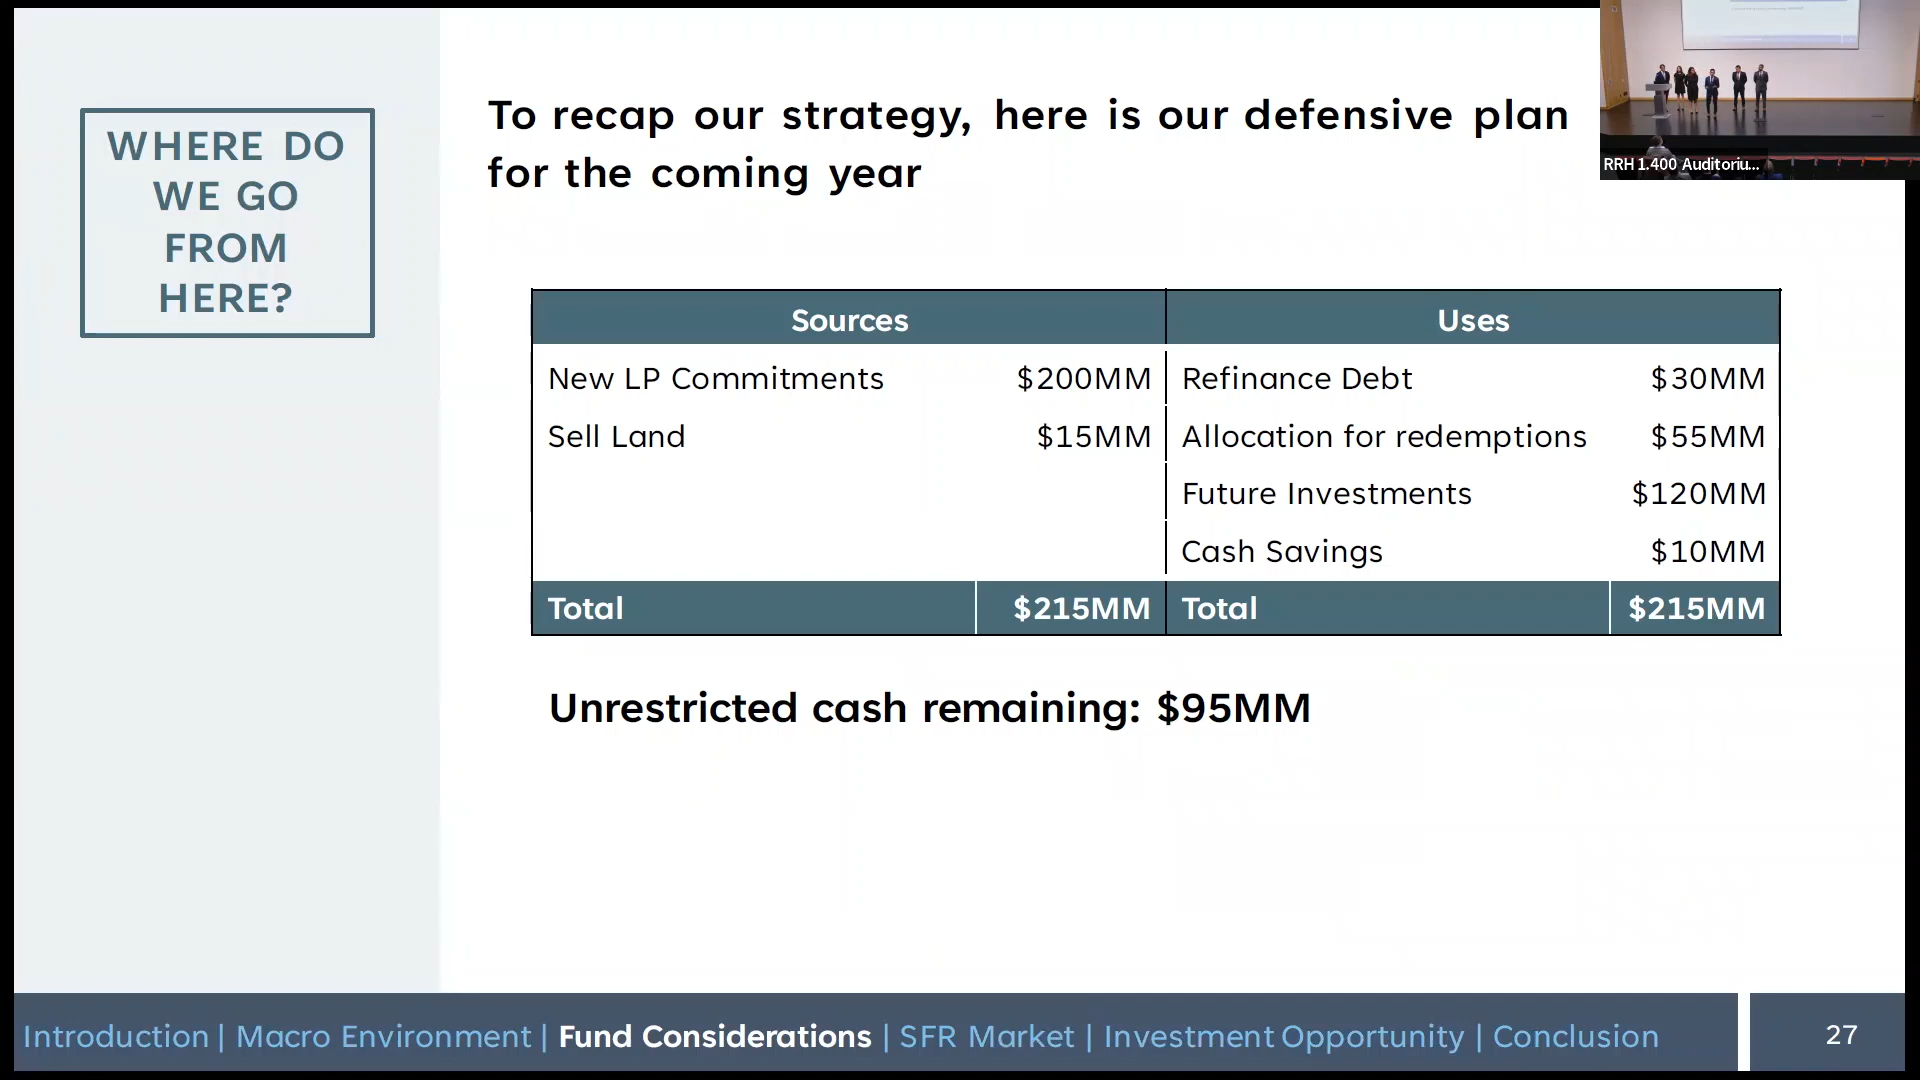 WHERE DO
WE GO
FROM
HERE?
To recap our strategy, here is our defensive plan
for the coming year
RRH 1.400 Auditoriu...
Sources Uses
New LP Commitments $200MM Refinance Debt $30MM
Sell Land $15MM Allocation for redemptions $55MM
Future Investments $120MM
Cash Savings $10MM
Total $215MM Total $215MM
Unrestricted cash remaining: $95MM
Introduction | Macro Environment | Fund Considerations | SFR Market | Investment Opportunity | Conclusion
27